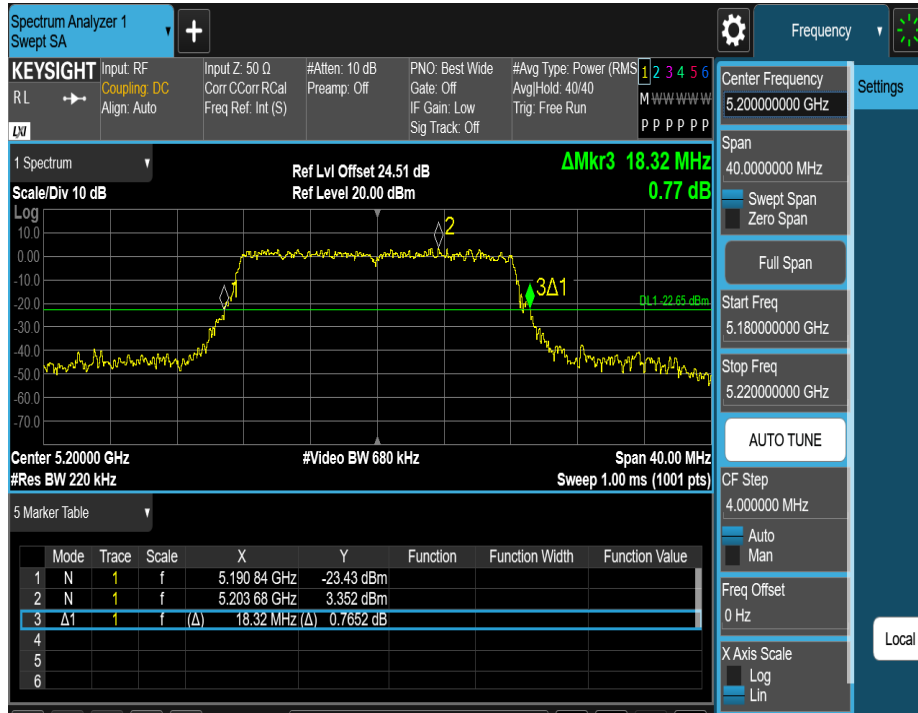 Spectrum Analyzer 1
Swept SA
+
Frequency
KEYSIGHT
RL
LXI
Input: RF
Coupling: DC
Align: Auto
Input Z: 50 Ω
Corr CCorr RCal
Freq Ref: Int (S)
#Atten: 10 dB
Preamp: Off
PNO: Best Wide
Gate: Off
IF Gain: Low
Sig Track: Off
#Avg Type: Power (RMS
Avg|Hold: 40/40
Trig: Free Run
1 2 3 4 5 6
M W W W W W
P P P P P P
1 Spectrum
Scale/Div 10 dB
Ref Lvl Offset 24.51 dB
Ref Level 20.00 dBm
ΔMkr3 18.32 MHz
0.77 dB
Log
10.0
0.00
-10.0
-20.0
-30.0
-40.0
-50.0
-60.0
-70.0
1
2
3Δ1
DL1 -22.65 dBm
Center 5.20000 GHz
#Video BW 680 kHz
Span 40.00 MHz
#Res BW 220 kHz
Sweep 1.00 ms (1001 pts)
5 Marker Table
Mode Trace Scale X Y Function Function Width Function Value
1 N 1 f 5.190 84 GHz -23.43 dBm
2 N 1 f 5.203 68 GHz 3.352 dBm
3 Δ1 1 f (Δ) 18.32 MHz (Δ) 0.7652 dB
4
5
6
Center Frequency
5.200000000 GHz
Settings
Span
40.0000000 MHz
Swept Span
Zero Span
Full Span
Start Freq
5.180000000 GHz
Stop Freq
5.220000000 GHz
AUTO TUNE
CF Step
4.000000 MHz
Auto
Man
Freq Offset
0 Hz
Local
X Axis Scale
Log
Lin